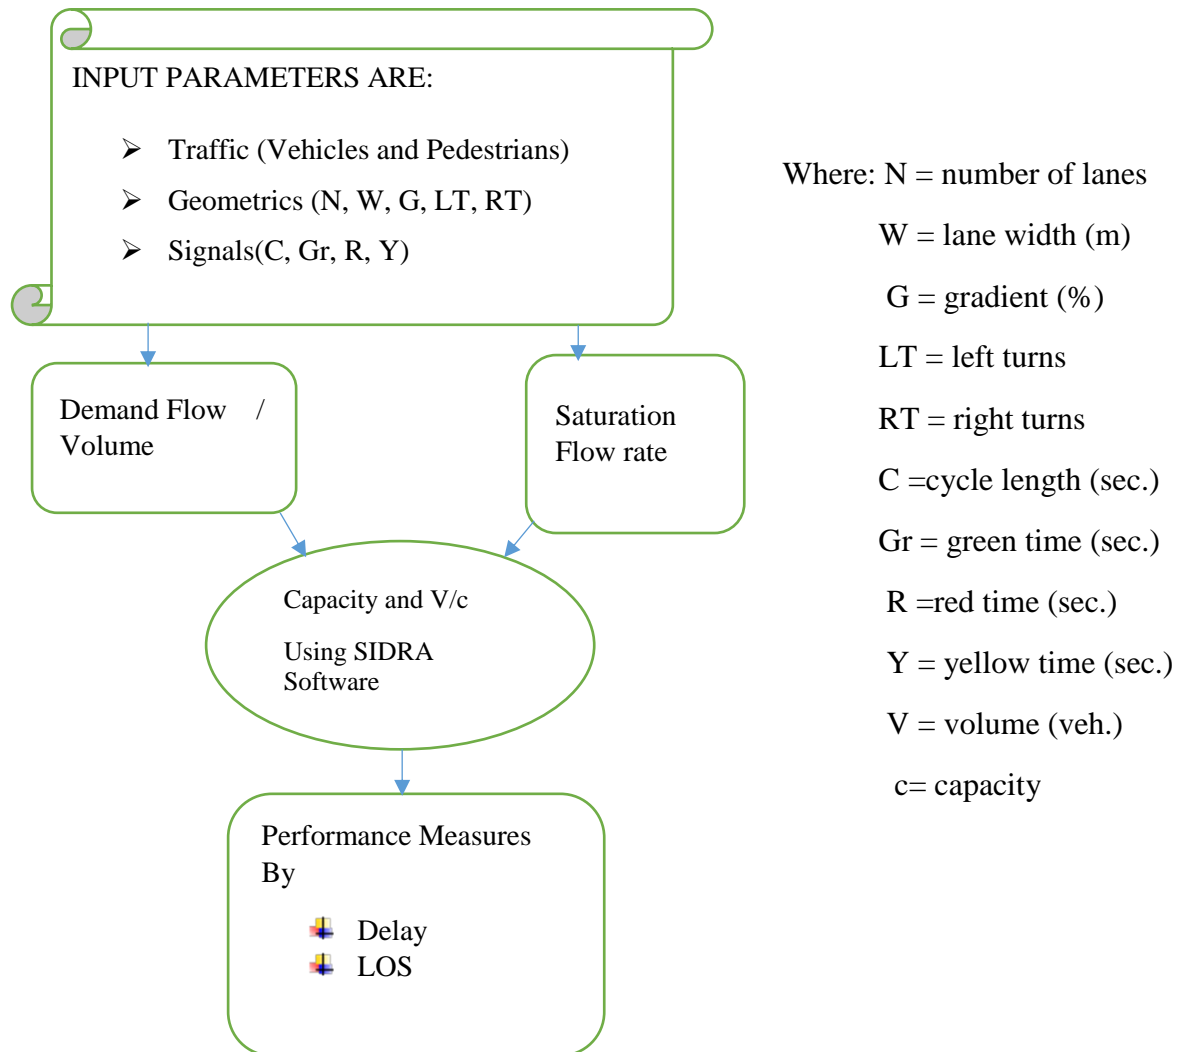 INPUT PARAMETERS ARE:
Traffic (Vehicles and Pedestrians)
Geometrics (N, W, G, LT, RT)
Signals(C, Gr, R, Y)
Demand Flow /
Volume
Saturation
Flow rate
Capacity and V/c
Using SIDRA
Software
Performance Measures
By
Delay
LOS
Where: N = number of lanes
W = lane width (m)
G = gradient (%)
LT = left turns
RT = right turns
C =cycle length (sec.)
Gr = green time (sec.)
R =red time (sec.)
Y = yellow time (sec.)
V = volume (veh.)
c= capacity